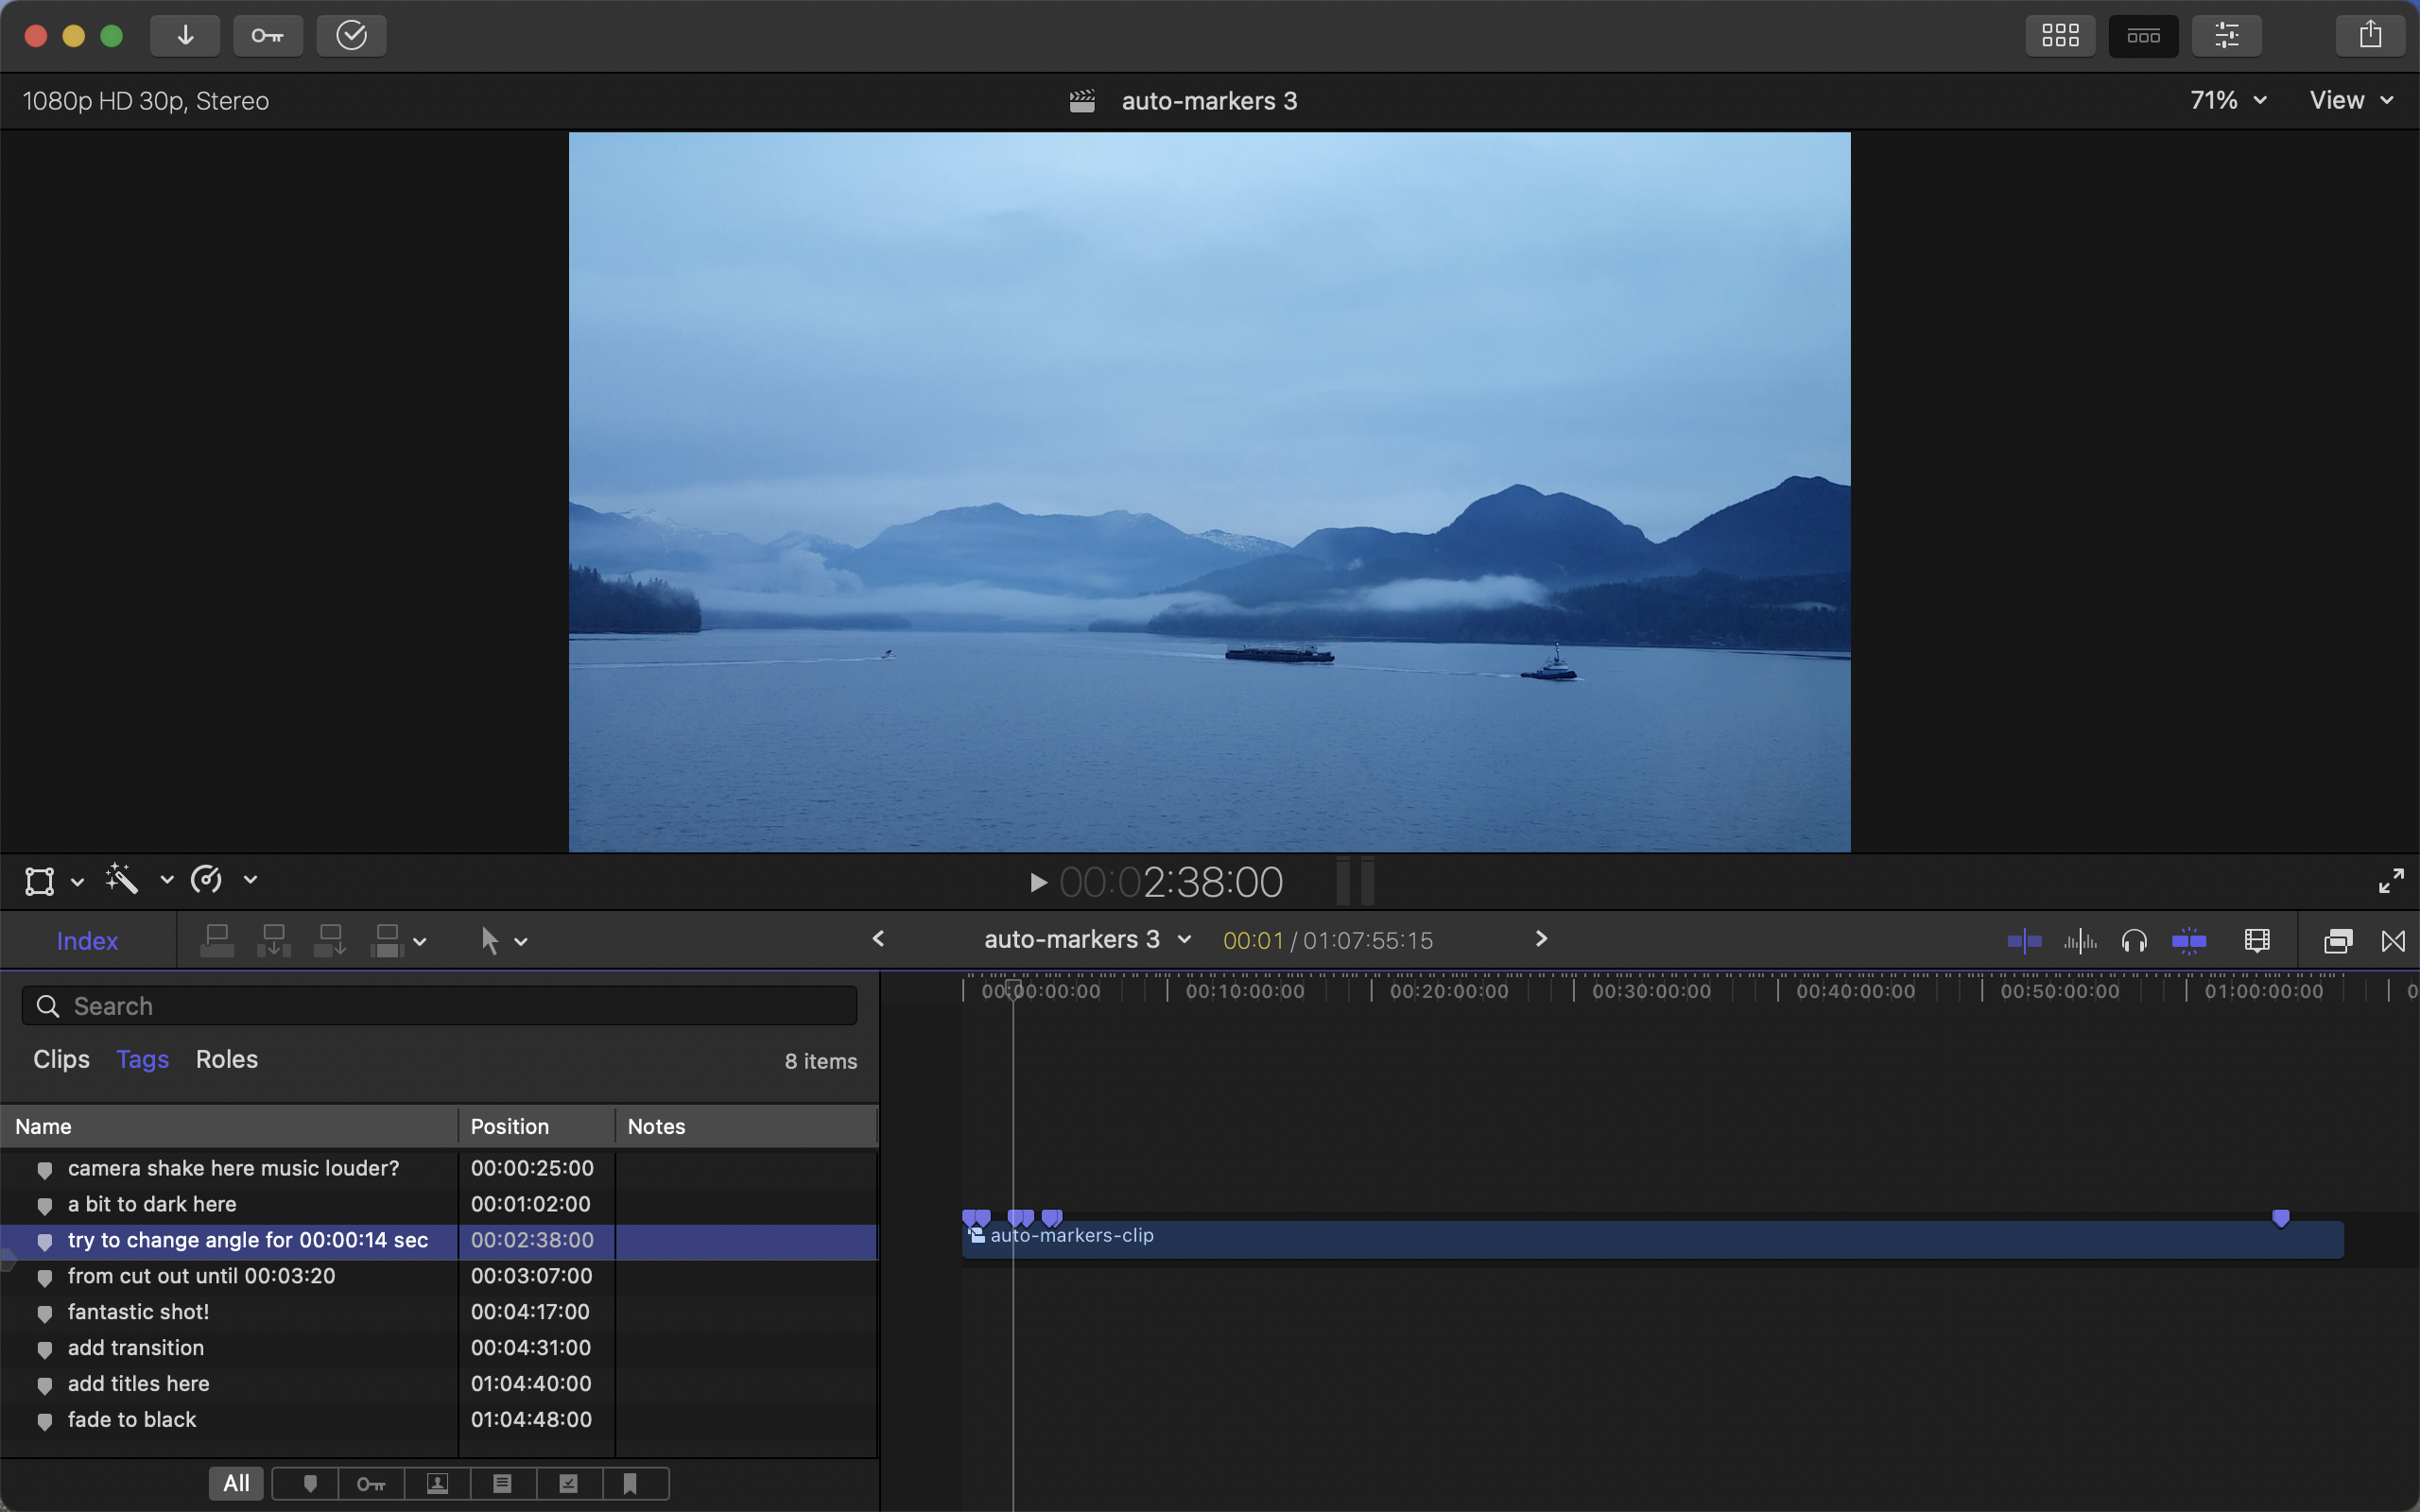 1080p HD 30p, Stereo
auto-markers 3
71%
View
00:02:38:00
Index
auto-markers 3
00:01 / 01:07:55:15
Search
Clips Tags Roles
8 items
00:00:00:00 00:10:00:00 00:20:00:00 00:30:00:00 00:40:00:00 00:50:00:00 01:00:00:00
Name Position Notes
camera shake here music louder? 00:00:25:00
a bit to dark here 00:01:02:00
try to change angle for 00:00:14 sec 00:02:38:00
from cut out until 00:03:20 00:03:07:00
fantastic shot! 00:04:17:00
add transition 00:04:31:00
add titles here 01:04:40:00
fade to black 01:04:48:00
auto-markers-clip
All